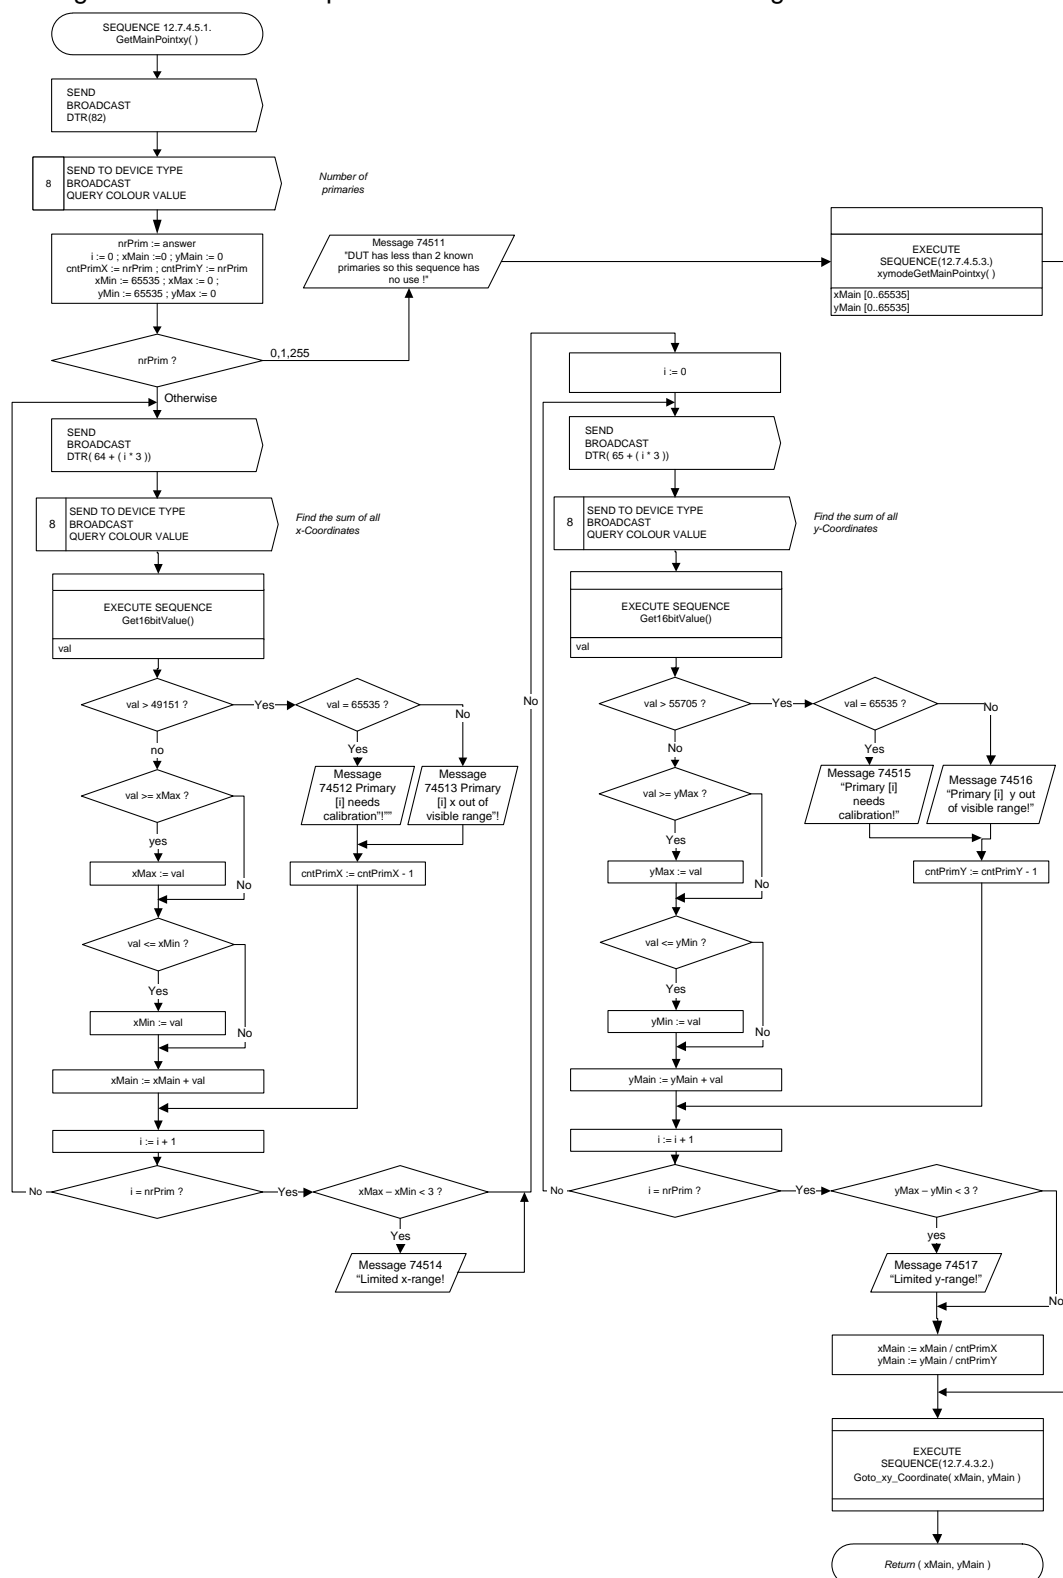 SEQUENCE 12.7.4.5.1.
GetMainPointxy( )
SEND
BROADCAST
DTR(82)
8
SEND TO DEVICE TYPE
BROADCAST
QUERY COLOUR VALUE
Number of
primaries
nrPrim := answer
i := 0 ; xMain :=0 ; yMain := 0
cntPrimX := nrPrim ; cntPrimY := nrPrim
xMin := 65535 ; xMax := 0 ;
yMin := 65535 ; yMax := 0
Message 74511
"DUT has less than 2 known
primaries so this sequence has
no use !"
EXECUTE
SEQUENCE(12.7.4.5.3.)
xymodeGetMainPointxy( )
xMain [0..65535]
yMain [0..65535]
nrPrim ?
0,1,255
Otherwise
SEND
BROADCAST
DTR( 64 + ( i * 3 ))
8
SEND TO DEVICE TYPE
BROADCAST
QUERY COLOUR VALUE
Find the sum of all
x-Coordinates
EXECUTE SEQUENCE
Get16bitValue()
val
val > 49151 ?
Yes
val = 65535 ?
No
no
Yes
Message
74512 Primary
[i] needs
calibration"!""
Message
74513 Primary
[i] x out of
visible range"!
val >= xMax ?
yes
xMax := val
No
cntPrimX := cntPrimX - 1
val <= xMin ?
Yes
xMin := val
No
xMain := xMain + val
i := i + 1
No
i = nrPrim ?
Yes
xMax – xMin < 3 ?
Yes
Message 74514
“Limited x-range!
No
i := 0
SEND
BROADCAST
DTR( 65 + ( i * 3 ))
8
SEND TO DEVICE TYPE
BROADCAST
QUERY COLOUR VALUE
Find the sum of all
y-Coordinates
EXECUTE SEQUENCE
Get16bitValue()
val
val > 55705 ?
Yes
val = 65535 ?
No
No
Yes
Message
74515
“Primary [i]
needs
calibration!”
Message 74516
“Primary [i] y out
of visible range!”
val >= yMax ?
Yes
yMax := val
No
cntPrimY := cntPrimY - 1
val <= yMin ?
Yes
yMin := val
No
yMain := yMain + val
i := i + 1
No
i = nrPrim ?
Yes
yMax – yMin < 3 ?
yes
Message 74517
“Limited y-range!”
No
xMain := xMain / cntPrimX
yMain := yMain / cntPrimY
EXECUTE
SEQUENCE(12.7.4.3.2.)
Goto_xy_Coordinate( xMain, yMain )
Return ( xMain, yMain )